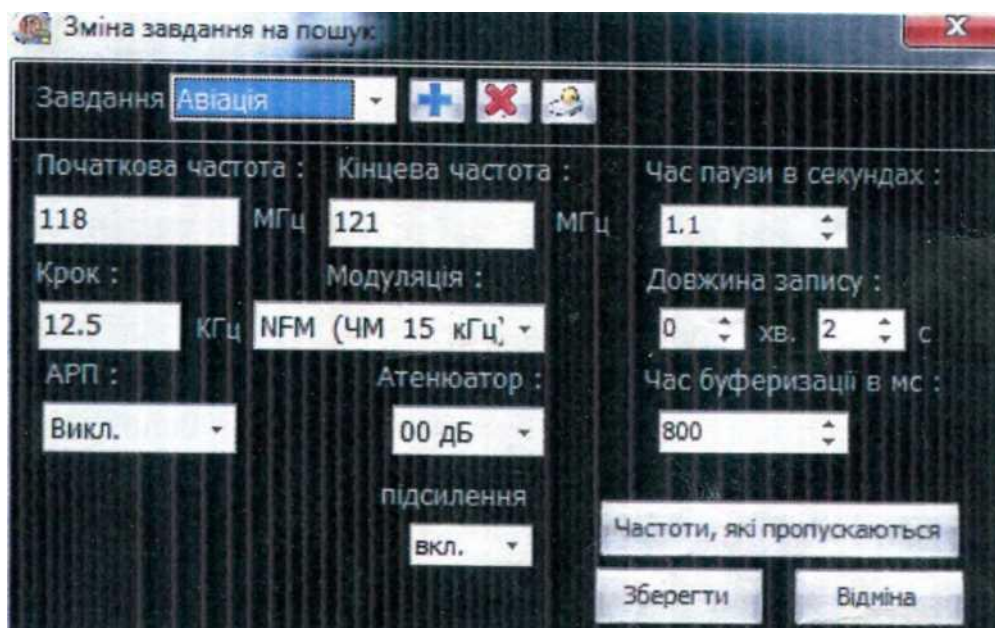 Зміна завдання на пошук
Завдання Авіація
Початкова частота : Кінцева частота : Час паузи в секундах :
118 МГц 121 МГц 1.1
Крок : Модуляція : Довжина запису :
12.5 КГц NFM (ЧМ 15 кГц) 0 хв. 2 с
АРП : Атенюатор : Час буферизації в мс :
Викл. 00 дБ 800
підсилення
вкл.
Частоти, які пропускаються
Зберегти Відміна